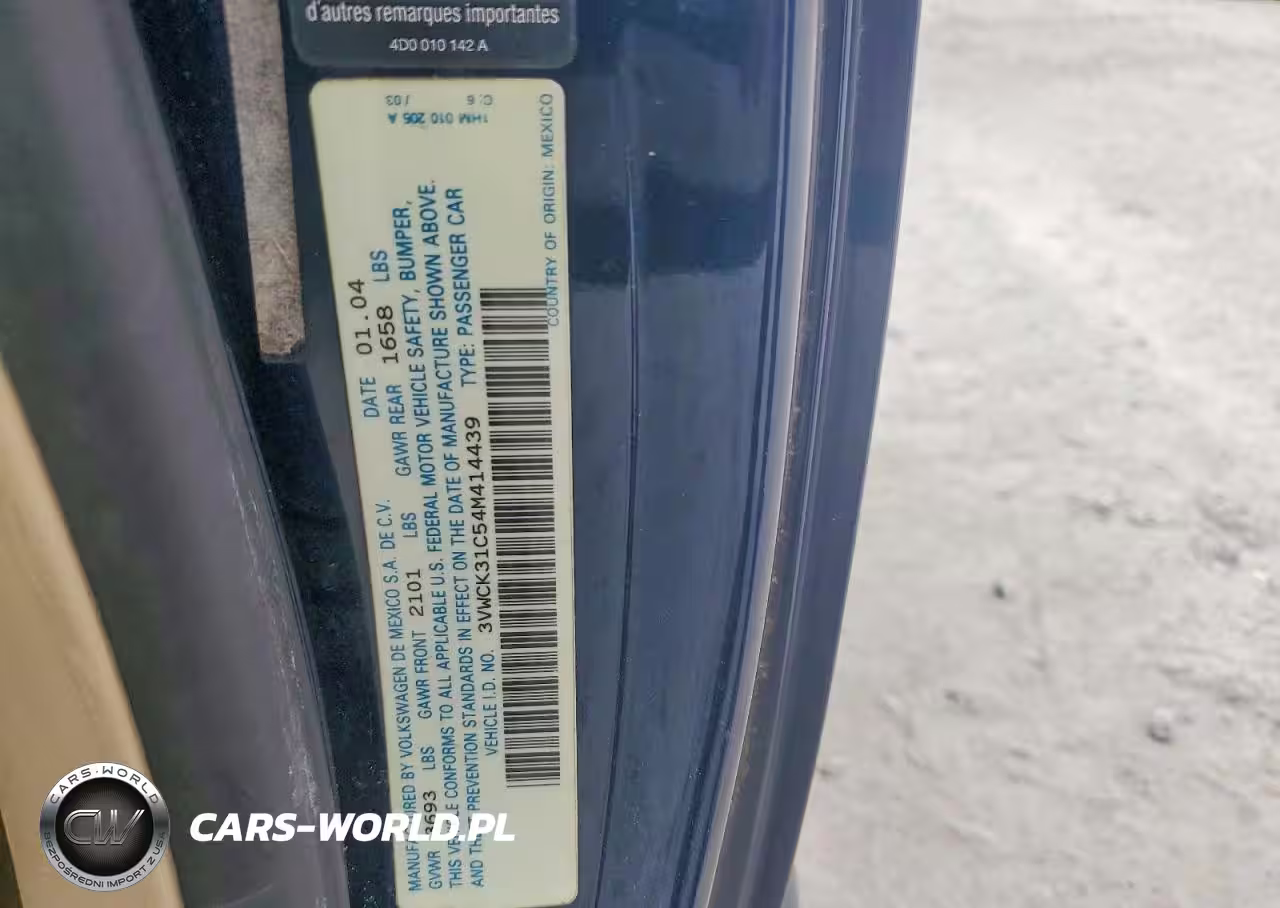 d'autres remarques importantes
4D0 010 142 A
1HM 010 205 A
C: 6 / 03
MANUFACTURED BY VOLKSWAGEN DE MEXICO S.A. DE C.V. DATE 01.04
GVWR 3693 LBS GAWR FRONT 2101 LBS GAWR REAR 1658 LBS
THIS VEHICLE CONFORMS TO ALL APPLICABLE U.S. FEDERAL MOTOR VEHICLE SAFETY, BUMPER,
AND THEFT PREVENTION STANDARDS IN EFFECT ON THE DATE OF MANUFACTURE SHOWN ABOVE.
VEHICLE I.D. NO. 3VWCK31C54M414439 TYPE: PASSENGER CAR
COUNTRY OF ORIGIN: MEXICO
CARS-WORLD
CW
BEZPOŚREDNI IMPORT Z USA
CARS-WORLD.PL